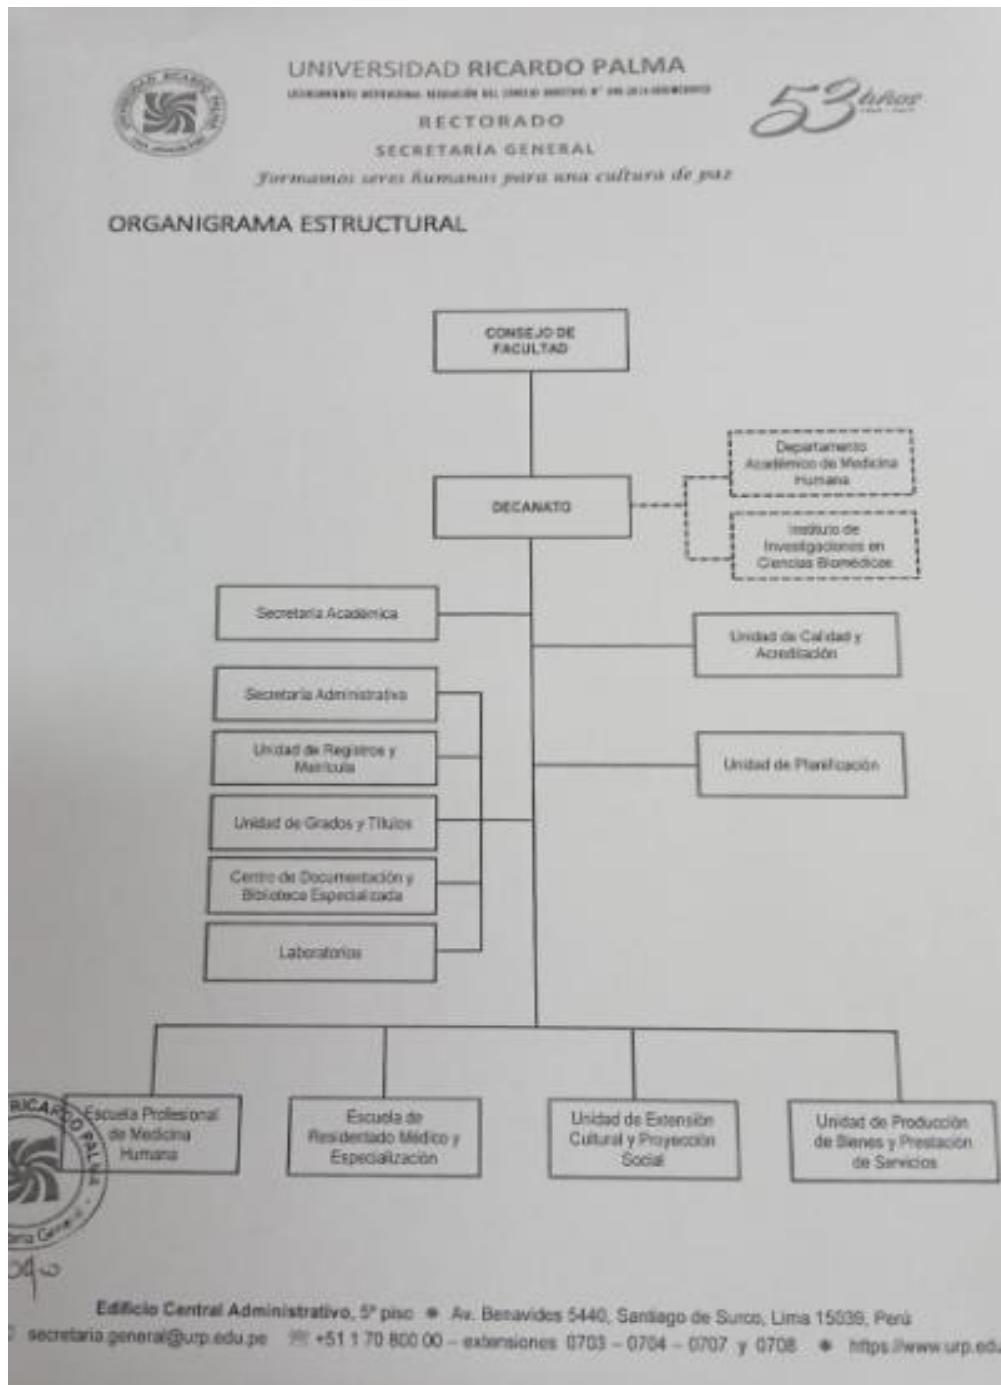 UNIVERSIDAD RICARDO PALMA
RECTORADO
SECRETARÍA GENERAL
Formamos seres humanos para una cultura de paz
53 años
ORGANIGRAMA ESTRUCTURAL
CONSEJO DE
FACULTAD
Departamento
Académico de Medicina
Humana
DECANATO
Instituto de
Investigaciones en
Ciencias Biomédicas
Secretaría Académica
Unidad de Calidad y
Acreditación
Secretaría Administrativa
Unidad de Registros y
Matrícula
Unidad de Planificación
Unidad de Grados y Títulos
Centro de Documentación y
Biblioteca Especializada
Laboratorios
Escuela Profesional
de Medicina
Humana
Escuela de
Residentado Médico y
Especialización
Unidad de Extensión
Cultural y Proyección
Social
Unidad de Producción
de Bienes y Prestación
de Servicios
RICARDO PALMA
Edificio Central Administrativo, 5º piso Av. Benavides 5440, Santiago de Surco, Lima 15039, Perú
secretaria.general@urp.edu.pe +51 1 70 800 00 – extensiones 0703 – 0704 – 0707 y 0708 https://www.urp.edu